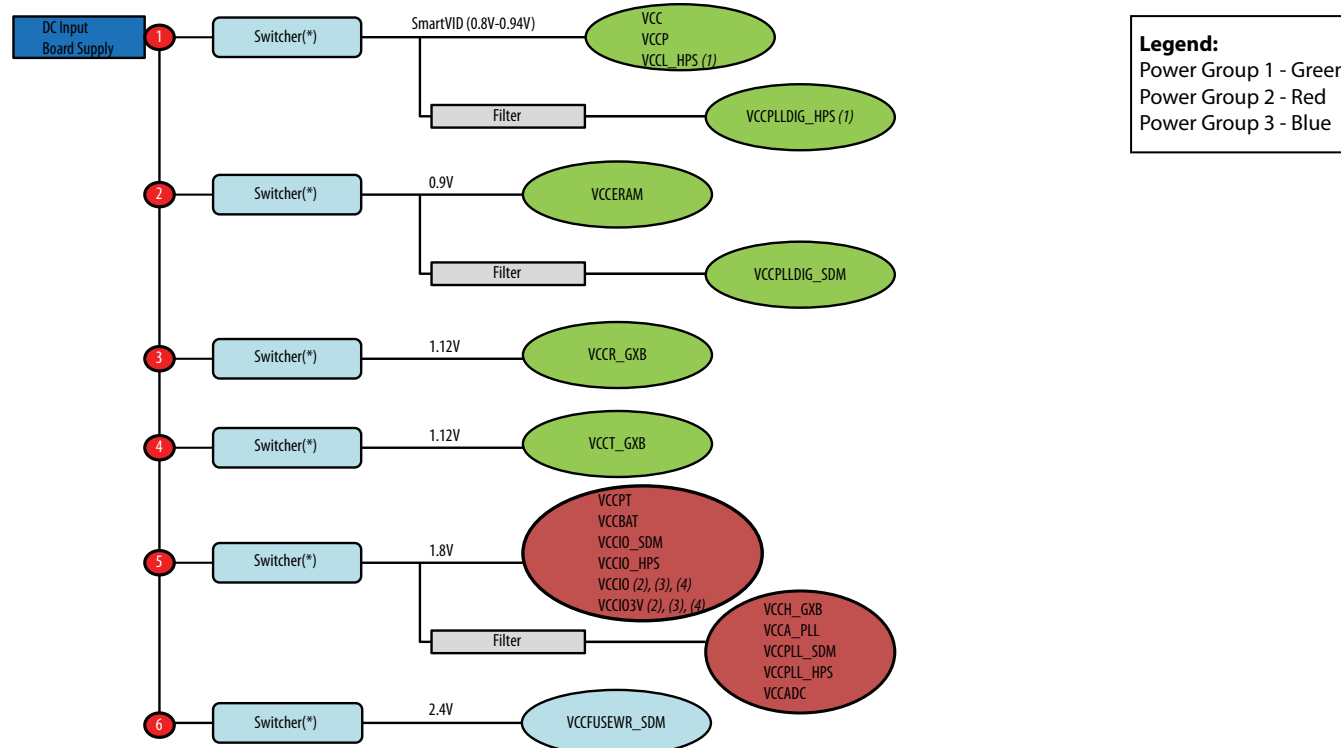 DC Input
Board Supply
1
Switcher(*)
SmartVID (0.8V-0.94V)
VCC
VCCP
VCCL_HPS (1)
Filter
VCCPLLDIG_HPS (1)
2
Switcher(*)
0.9V
VCCERAM
Filter
VCCPLLDIG_SDM
3
Switcher(*)
1.12V
VCCR_GXB
4
Switcher(*)
1.12V
VCCT_GXB
5
Switcher(*)
1.8V
VCCPT
VCCBAT
VCCIO_SDM
VCCIO_HPS
VCCIO (2), (3), (4)
VCCIO3V (2), (3), (4)
Filter
VCCH_GXB
VCCA_PLL
VCCPLL_SDM
VCCPLL_HPS
VCCADC
6
Switcher(*)
2.4V
VCCFUSEWR_SDM
Legend:
Power Group 1 - Green
Power Group 2 - Red
Power Group 3 - Blue